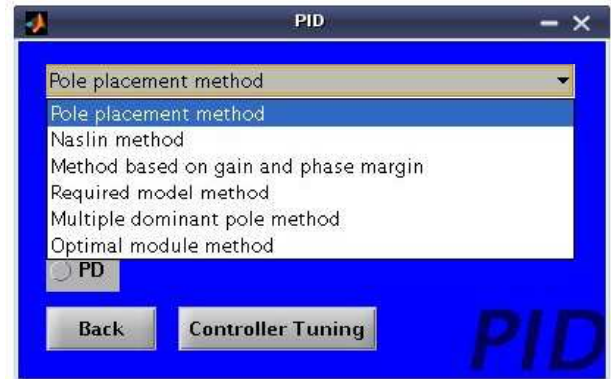 PID
Pole placement method
Pole placement method
Naslin method
Method based on gain and phase margin
Required model method
Multiple dominant pole method
Optimal module method
PD
Back
Controller Tuning
PID